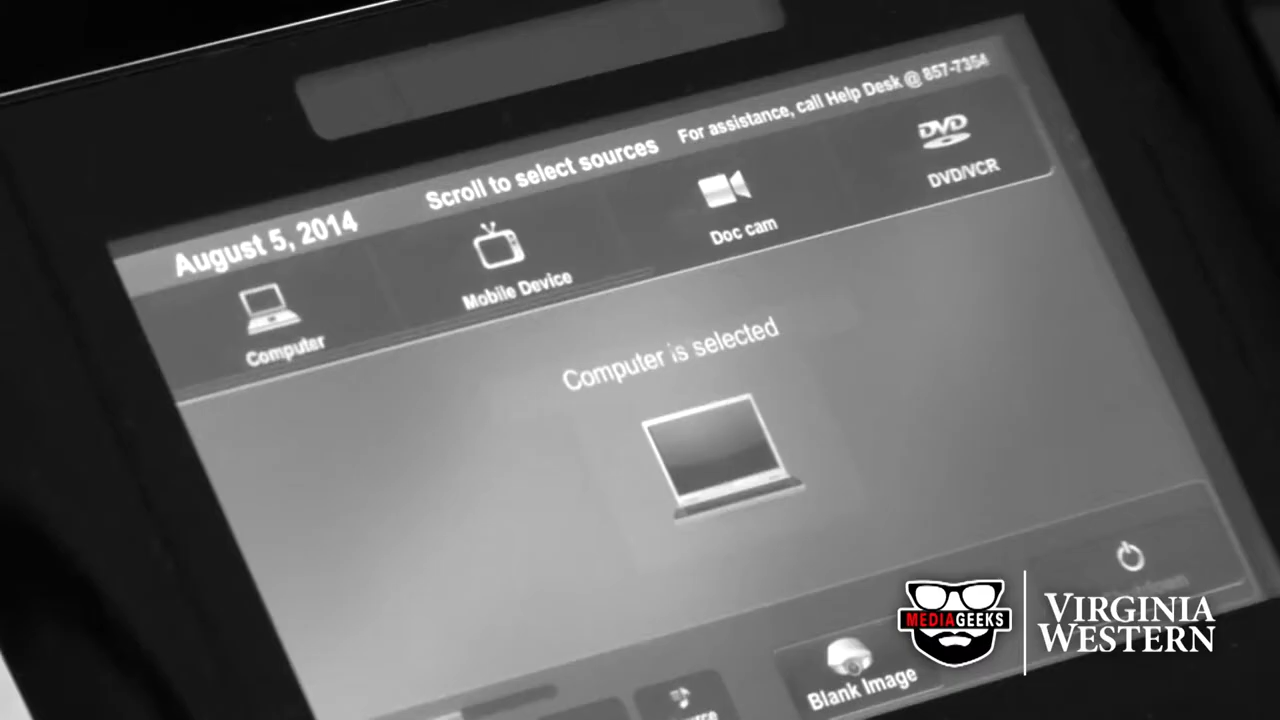 For assistance, call Help Desk @ 857-7354
Scroll to select sources
August 5, 2014
Computer
Mobile Device
Doc cam
DVD
DVD/VCR
Computer is selected
Blank Image
MEDIAGEEKS
VIRGINIA
WESTERN